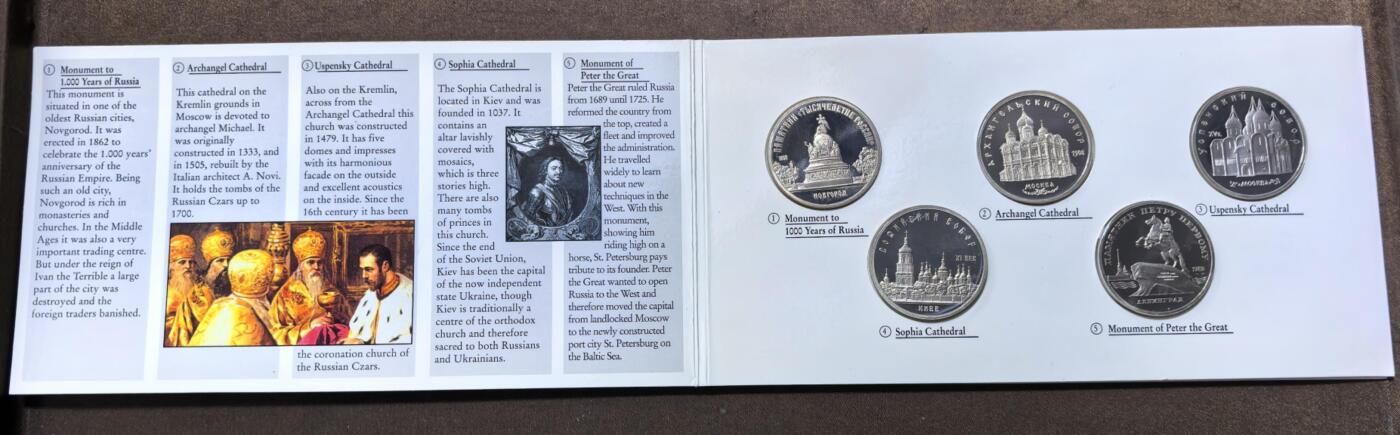 ① Monument to
1.000 Years of Russia
This monument is
situated in one of the
oldest Russian cities,
Novgorod. It was
erected in 1862 to
celebrate the 1.000 years'
anniversary of the
Russian Empire. Being
such an old city,
Novgorod is rich in
monasteries and
churches. In the Middle
Ages it was also a very
important trading centre.
But under the reign of
Ivan the Terrible a large
part of the city was
destroyed and the
foreign traders banished.
② Archangel Cathedral
This cathedral on the
Kremlin grounds in
Moscow is devoted to
archangel Michael. It
was originally
constructed in 1333, and
in 1505, rebuilt by the
Italian architect A. Novi.
It holds the tombs of the
Russian Czars up to
1700.
③ Uspensky Cathedral
Also on the Kremlin,
across from the
Archangel Cathedral this
church was constructed
in 1479. It has five
domes and impresses
with its harmonious
facade on the outside
and excellent acoustics
on the inside. Since the
16th century it has been
the coronation church of
the Russian Czars.
④ Sophia Cathedral
The Sophia Cathedral is
located in Kiev and was
founded in 1037. It
contains an
altar lavishly
covered with
mosaics,
which is three
stories high.
There are also
many tombs
of princes in
this church.
Since the end
of the Soviet Union,
Kiev has been the capital
of the now independent
state Ukraine, though
Kiev is traditionally a
centre of the orthodox
church and therefore
sacred to both Russians
and Ukrainians.
⑤ Monument of
Peter the Great
Peter the Great ruled Russia
from 1689 until 1725. He
reformed the country from
the top, created a
fleet and improved
the administration.
He travelled
widely to learn
about new
techniques in the
West. With this
monument,
showing him
riding high on a
horse, St. Petersburg pays
tribute to its founder. Peter
the Great wanted to open
Russia to the West and
therefore moved the capital
from landlocked Moscow
to the newly constructed
port city St. Petersburg on
the Baltic Sea.
ПАМЯТНИК «ТЫСЯЧЕЛЕТИЕ РОССИИ»
НОВГОРОД
① Monument to
1000 Years of Russia
АРХАНГЕЛЬСКИЙ СОБОР
МОСКВА
② Archangel Cathedral
УСПЕНСКИЙ СОБОР
МОСКВА
③ Uspensky Cathedral
СОФИЙСКИЙ СОБОР
XI ВЕК
КИЕВ
④ Sophia Cathedral
ПАМЯТНИК ПЕТРУ ПЕРВОМУ
ЛЕНИНГРАД
⑤ Monument of Peter the Great